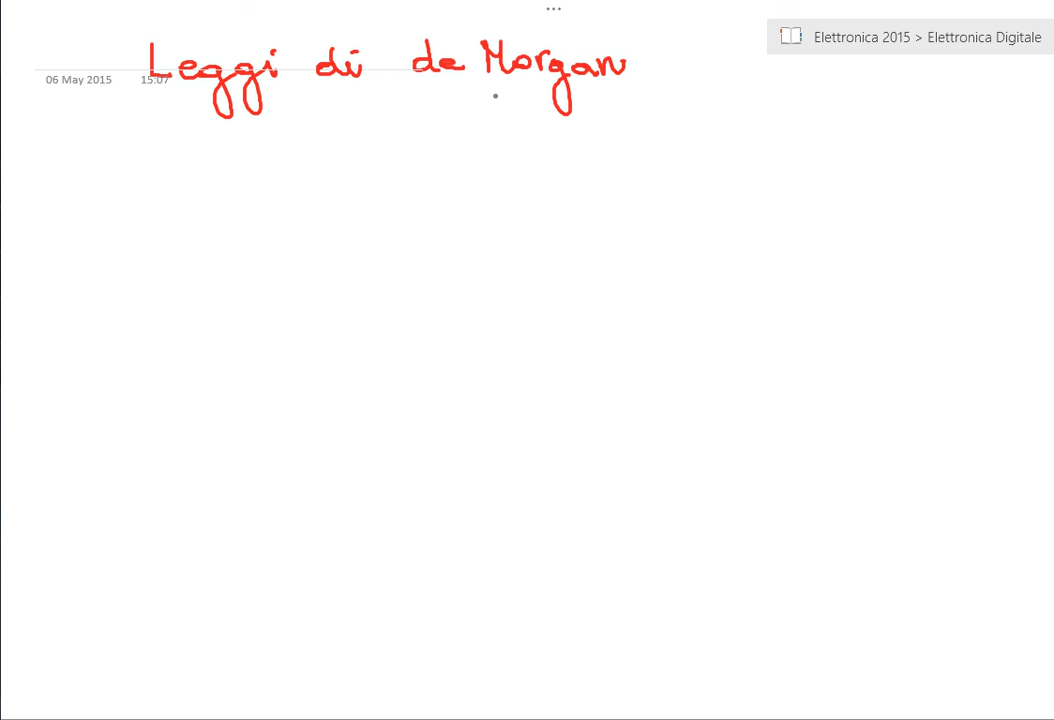 Elettronica 2015 > Elettronica Digitale
Leggi di de Morgan
06 May 2015 15:07